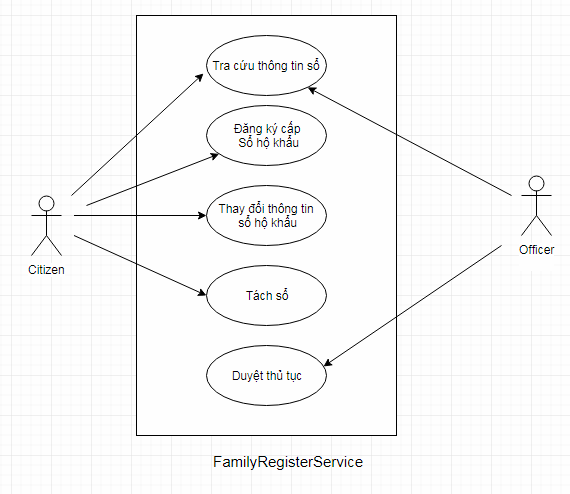 Tra cứu thông tin sổ
Đăng ký cấp
Sổ hộ khẩu
Thay đổi thông tin
sổ hộ khẩu
Citizen
Officer
Tách sổ
Duyệt thủ tục
FamilyRegisterService